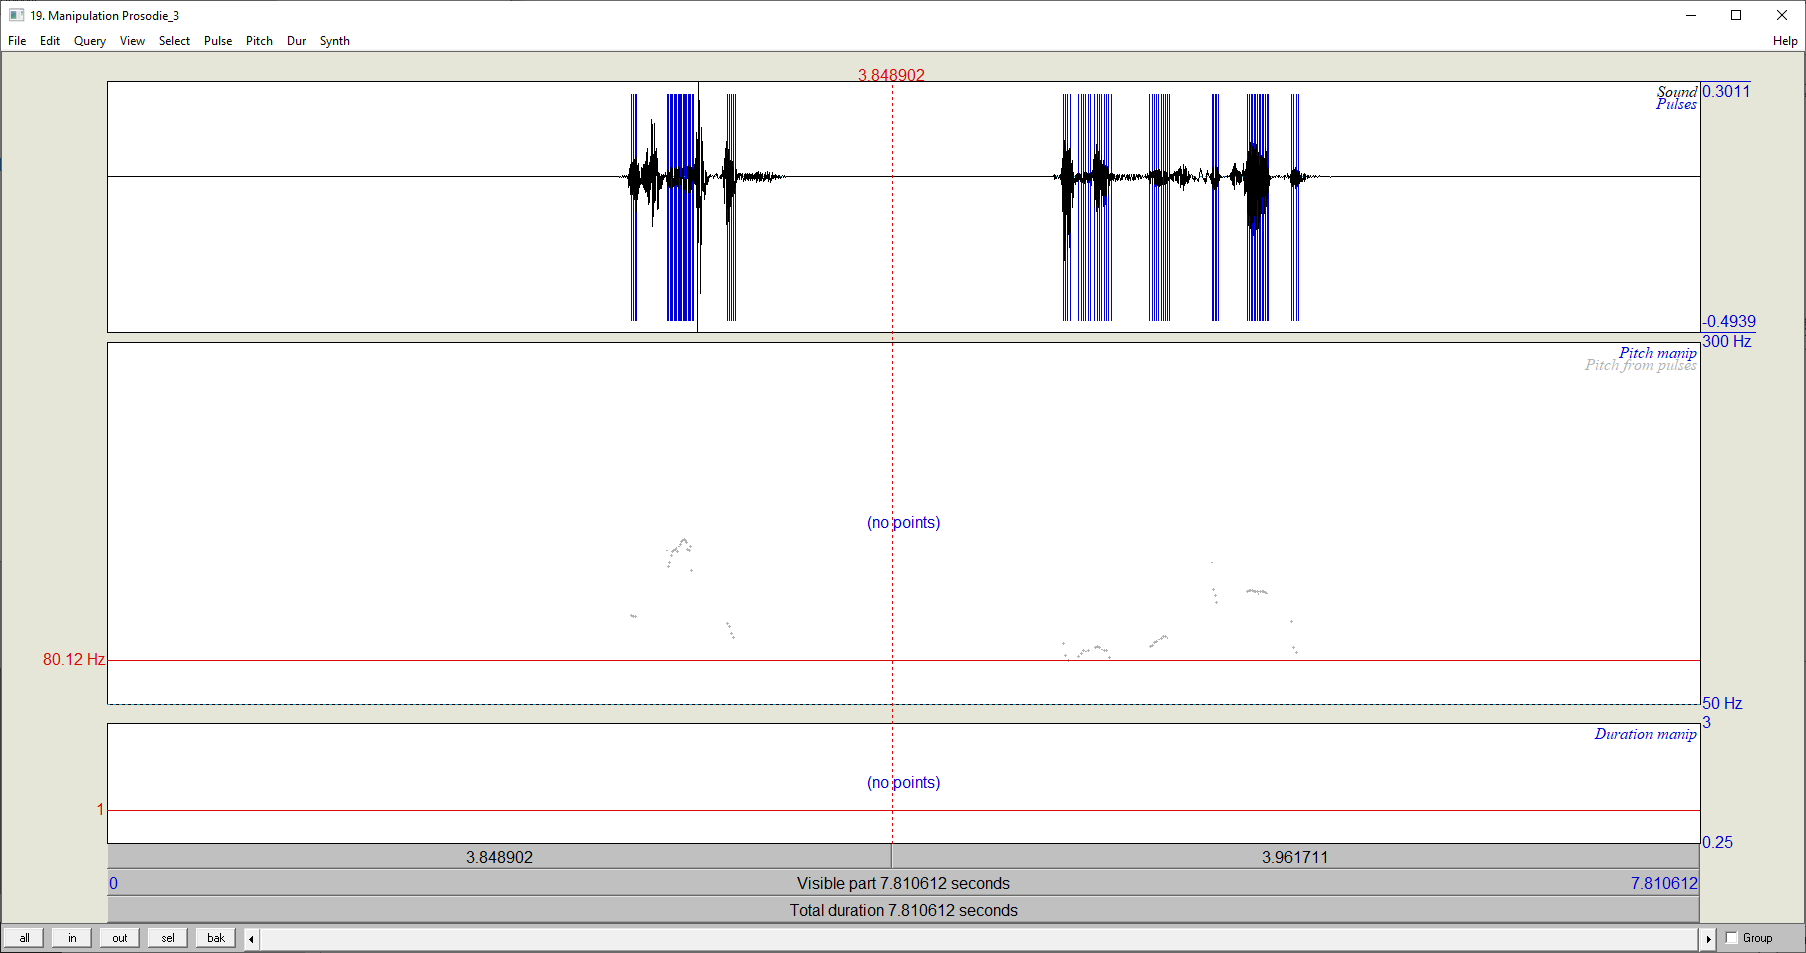 19. Manipulation Prosodie_3
File Edit Query View Select Pulse Pitch Dur Synth Help
3.848902
Sound
Pulses
0.3011
-0.4939
300 Hz
Pitch manip
Pitch from pulses
(no points)
80.12 Hz
50 Hz
3
Duration manip
(no points)
1
0.25
3.848902 3.961711
0 Visible part 7.810612 seconds 7.810612
Total duration 7.810612 seconds
all in out sel bak Group